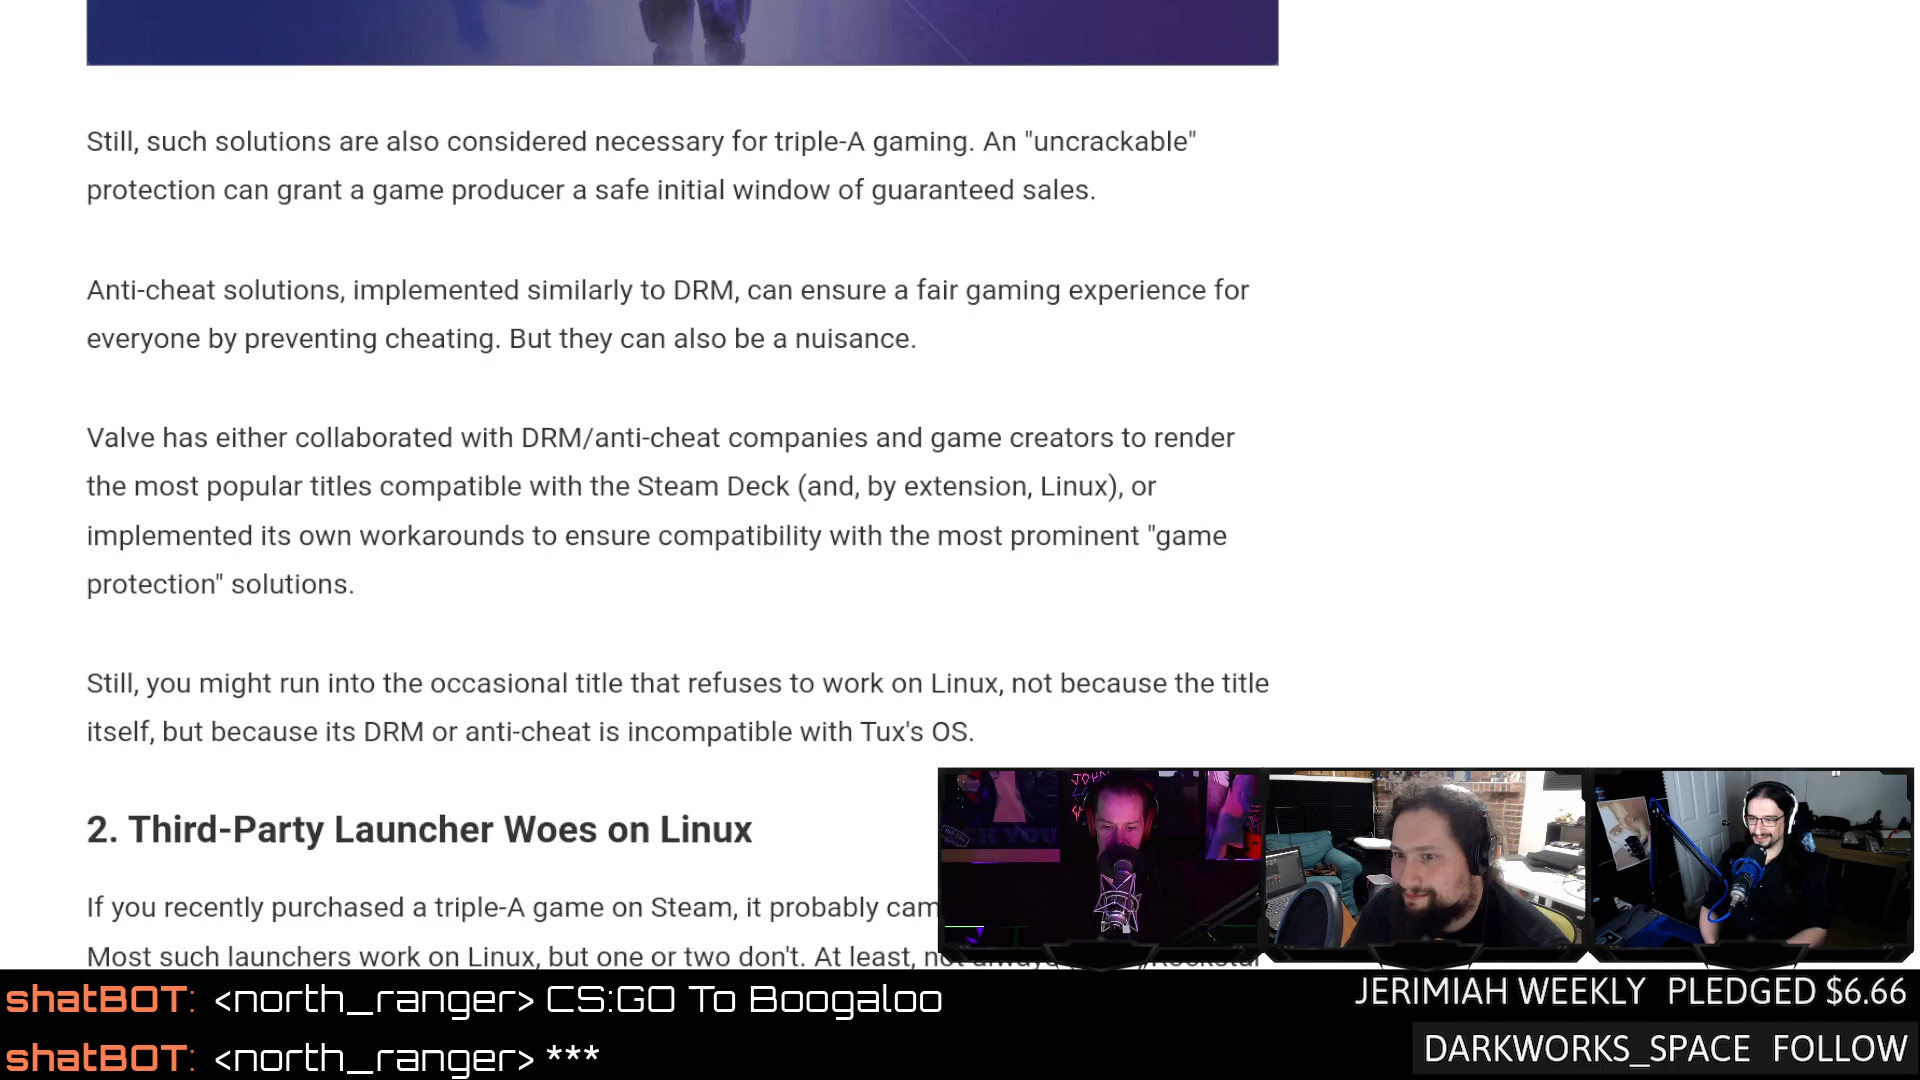 Still, such solutions are also considered necessary for triple-A gaming. An "uncrackable"
protection can grant a game producer a safe initial window of guaranteed sales.
Anti-cheat solutions, implemented similarly to DRM, can ensure a fair gaming experience for
everyone by preventing cheating. But they can also be a nuisance.
Valve has either collaborated with DRM/anti-cheat companies and game creators to render
the most popular titles compatible with the Steam Deck (and, by extension, Linux), or
implemented its own workarounds to ensure compatibility with the most prominent "game
protection" solutions.
Still, you might run into the occasional title that refuses to work on Linux, not because the title
itself, but because its DRM or anti-cheat is incompatible with Tux's OS.
2. Third-Party Launcher Woes on Linux
If you recently purchased a triple-A game on Steam, it probably cam
Most such launchers work on Linux, but one or two don't. At least, not always
shatBOT: <north_ranger> CS:GO To Boogaloo
shatBOT: <north_ranger> ***
JERIMIAH WEEKLY PLEDGED $6.66
DARKWORKS_SPACE FOLLOW